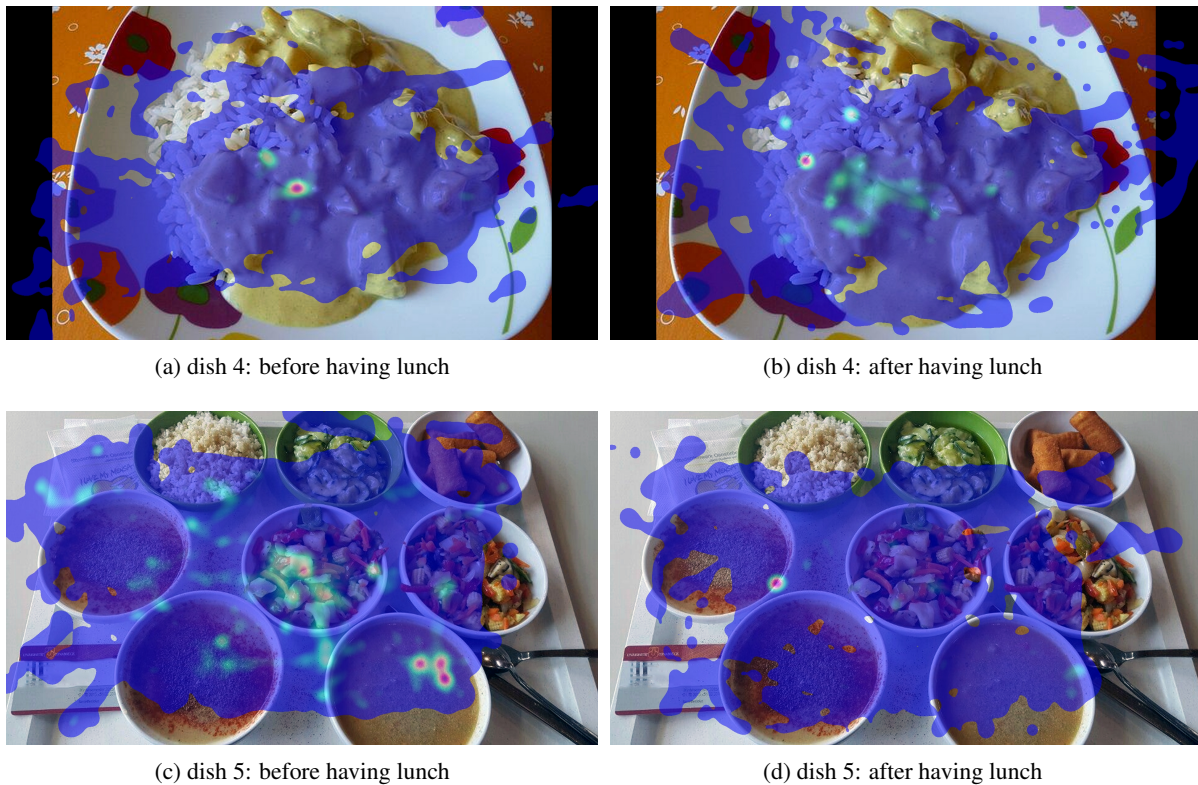 (a) dish 4: before having lunch
(b) dish 4: after having lunch
(c) dish 5: before having lunch
(d) dish 5: after having lunch